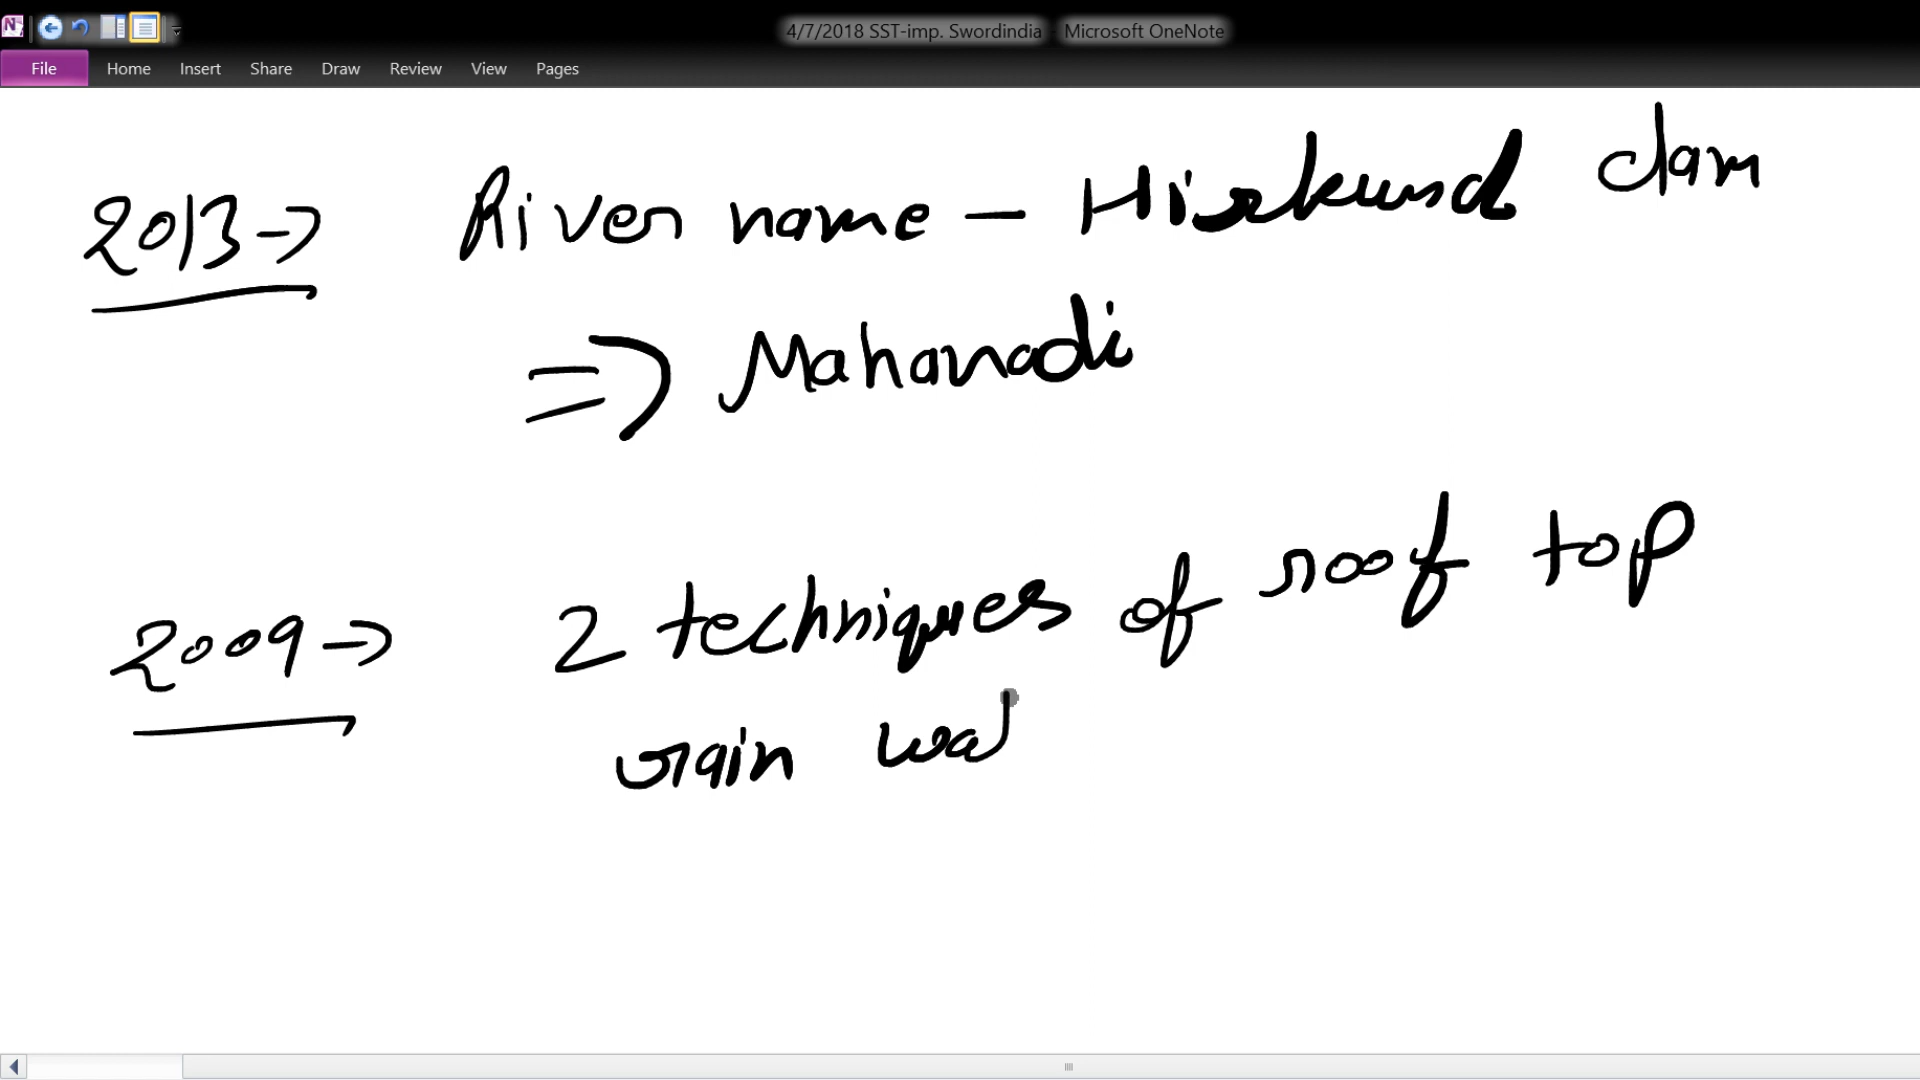 4/7/2018 SST-imp. Swordindia - Microsoft OneNote
File Home Insert Share Draw Review View Pages
2013 → River name - Hirakund dam
⇒ Mahanadi
2009 → 2 techniques of roof top
rain wat